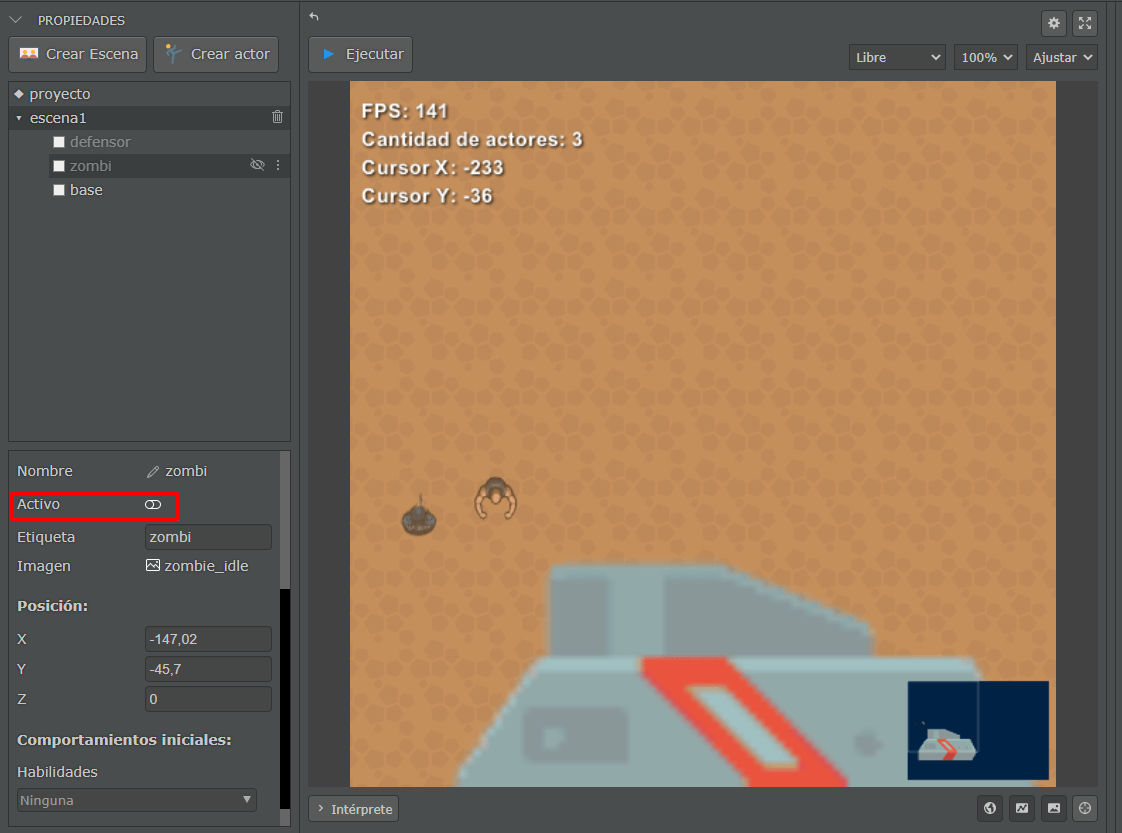 PROPIEDADES
Crear Escena
Crear actor
proyecto
escena1
defensor
zombi
base
Nombre zombi
Activo
Etiqueta zombi
Imagen zombie_idle
Posición:
X -147,02
Y -45,7
Z 0
Comportamientos iniciales:
Habilidades
Ninguna
Ejecutar
Libre 100% Ajustar
FPS: 141
Cantidad de actores: 3
Cursor X: -233
Cursor Y: -36
Intérprete